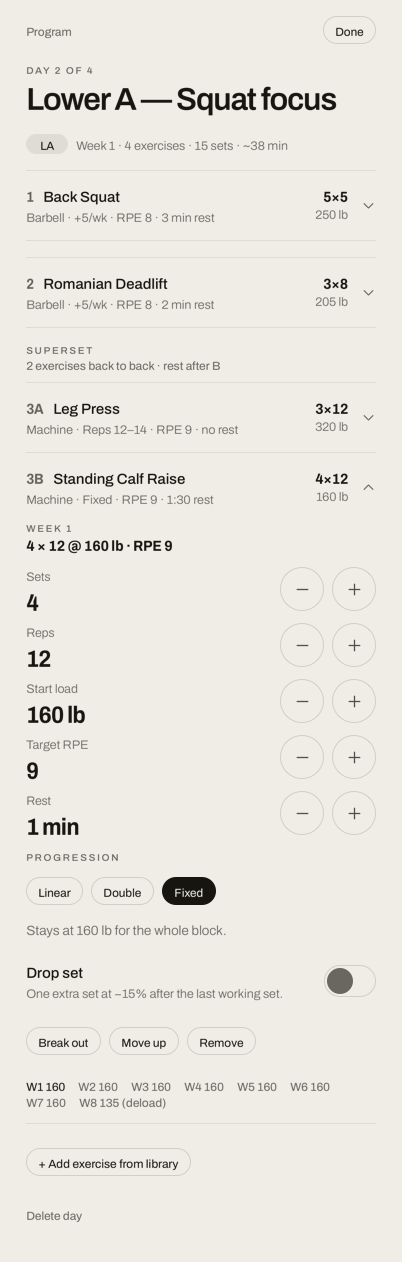 Program
Done
DAY 2 OF 4
Lower A — Squat focus
LA
Week 1 · 4 exercises · 15 sets · ~38 min
1 Back Squat
5×5
Barbell · +5/wk · RPE 8 · 3 min rest
250 lb
2 Romanian Deadlift
3×8
Barbell · +5/wk · RPE 8 · 2 min rest
205 lb
SUPERSET
2 exercises back to back · rest after B
3A Leg Press
3×12
Machine · Reps 12–14 · RPE 9 · no rest
320 lb
3B Standing Calf Raise
4×12
Machine · Fixed · RPE 9 · 1:30 rest
160 lb
WEEK 1
4 × 12 @ 160 lb · RPE 9
Sets
4
− +
Reps
12
− +
Start load
160 lb
− +
Target RPE
9
− +
Rest
1 min
− +
PROGRESSION
Linear Double Fixed
Stays at 160 lb for the whole block.
Drop set
One extra set at −15% after the last working set.
Break out Move up Remove
W1 160 W2 160 W3 160 W4 160 W5 160 W6 160
W7 160 W8 135 (deload)
+ Add exercise from library
Delete day